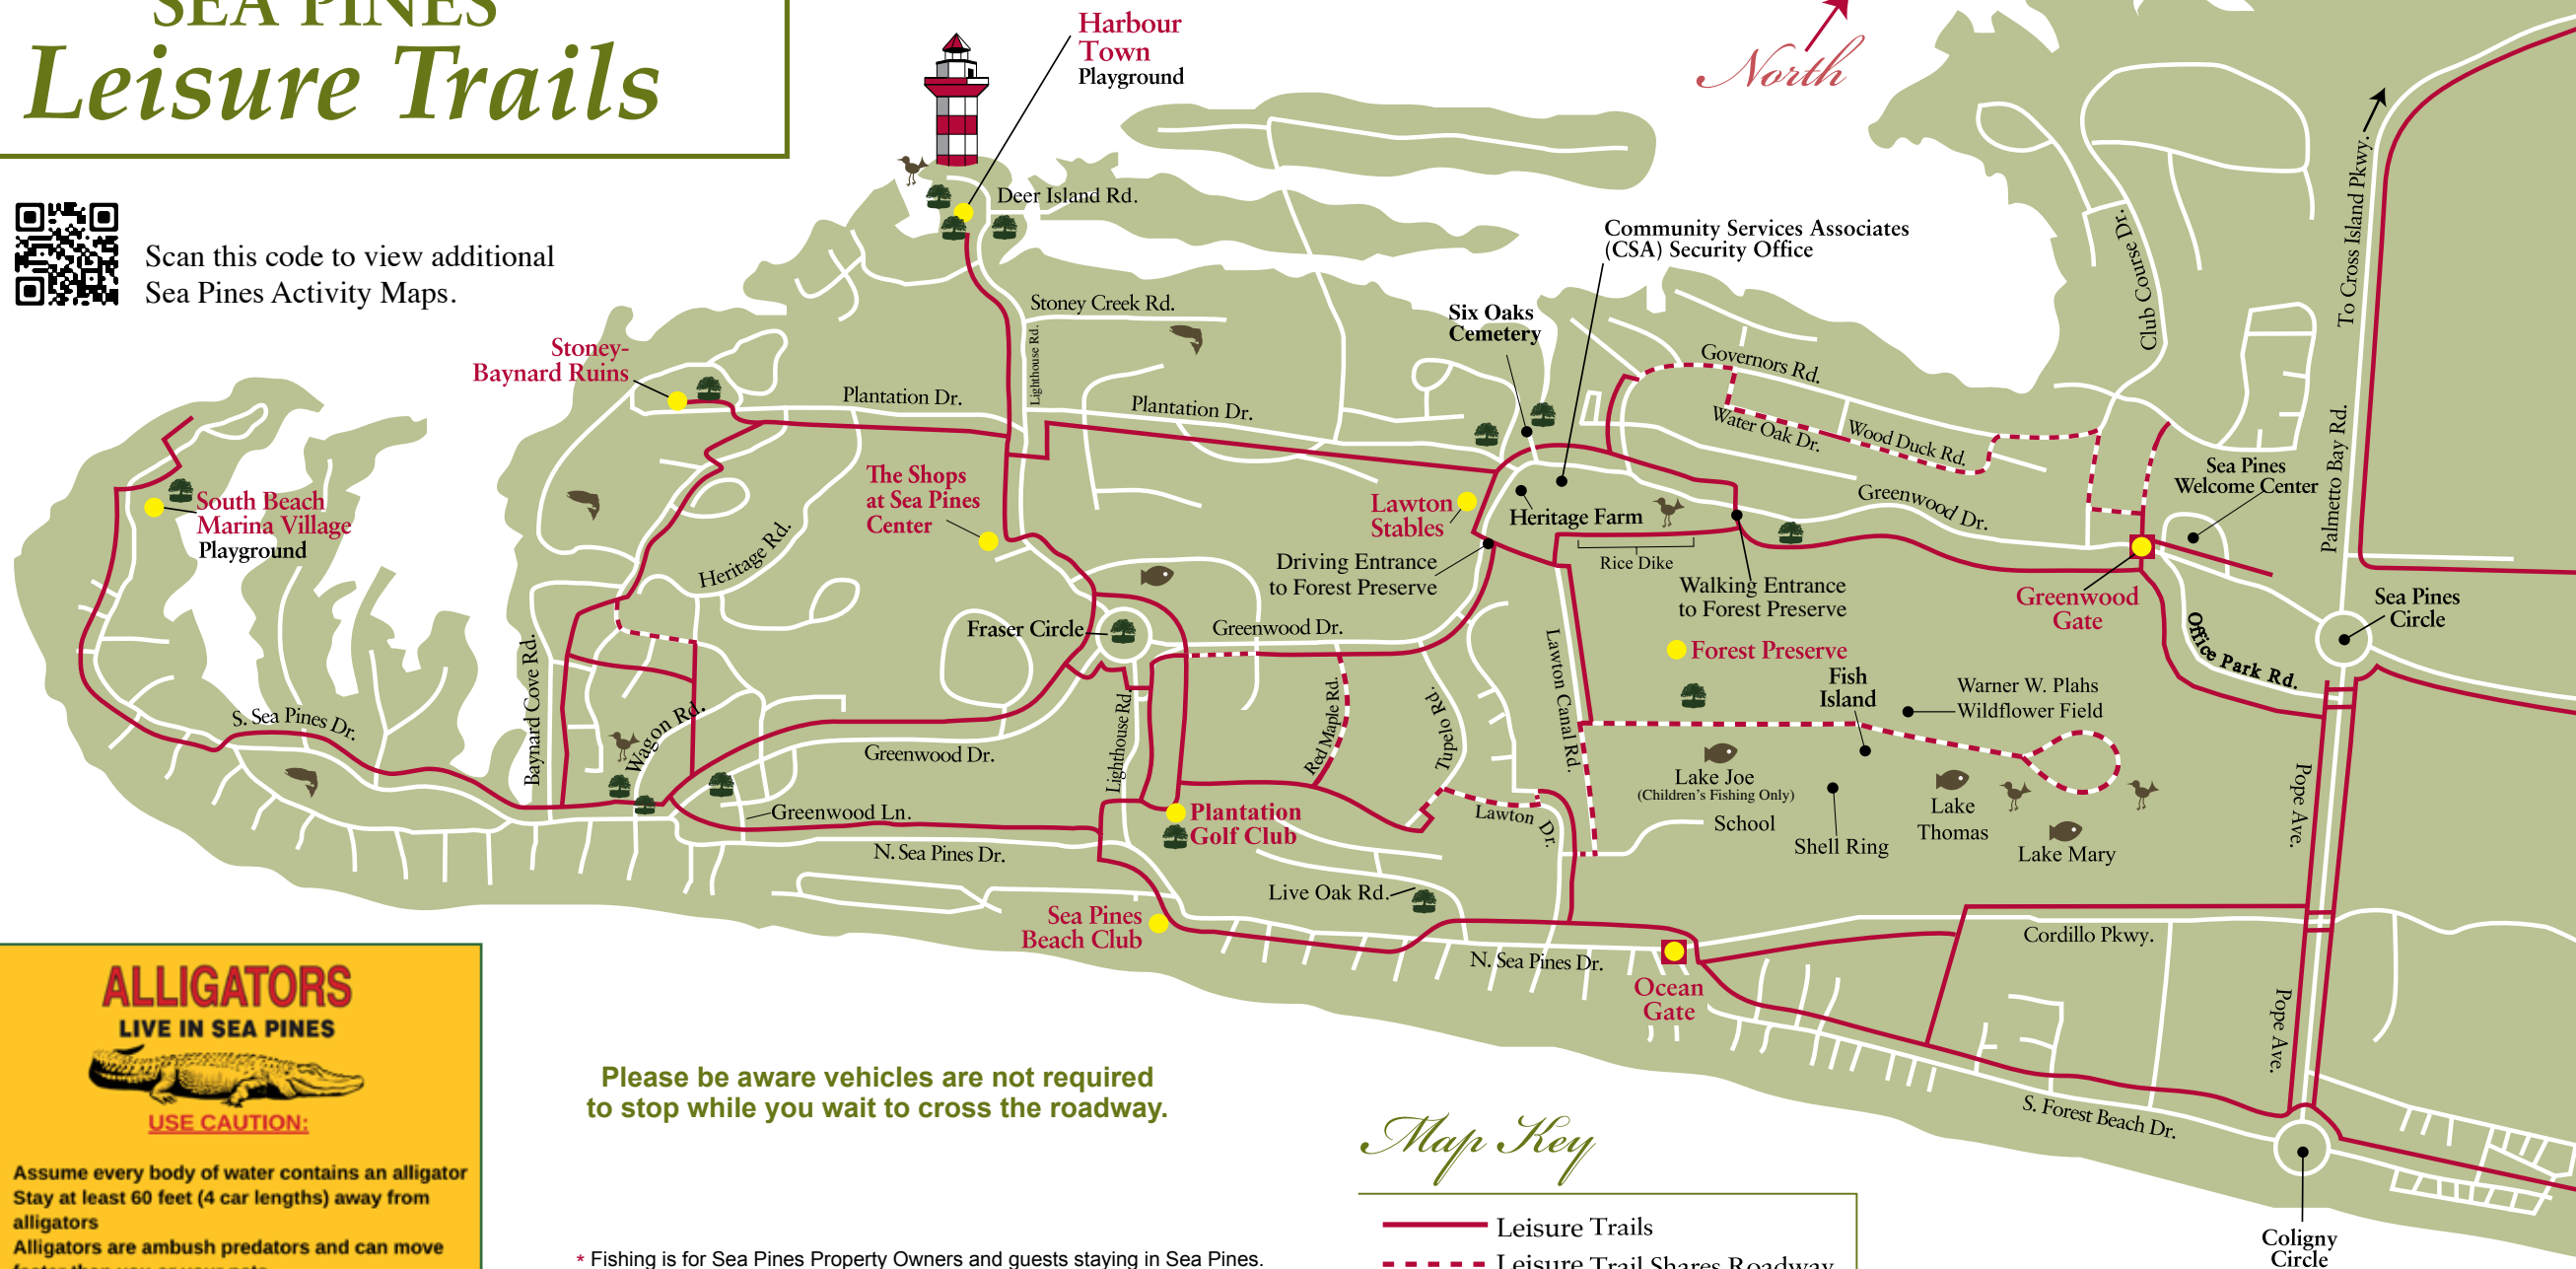 SEA PINES
Leisure Trails
Scan this code to view additional
Sea Pines Activity Maps.
Harbour
Town
Playground
North
Deer Island Rd.
Stoney Creek Rd.
Lighthouse Rd.
Stoney-
Baynard Ruins
Plantation Dr.
Plantation Dr.
Community Services Associates
(CSA) Security Office
Six Oaks
Cemetery
Governors Rd.
Water Oak Dr.
Wood Duck Rd.
Club Course Dr.
To Cross Island Pkwy.
Palmetto Bay Rd.
Sea Pines
Welcome Center
South Beach
Marina Village
Playground
The Shops
at Sea Pines
Center
Lawton
Stables
Heritage Farm
Greenwood Dr.
Rice Dike
Driving Entrance
to Forest Preserve
Walking Entrance
to Forest Preserve
Greenwood
Gate
Sea Pines
Circle
Office Park Rd.
Heritage Rd.
Fraser Circle
Greenwood Dr.
Forest Preserve
Fish
Island
Warner W. Plahs
Wildflower Field
Lawton Canal Rd.
Baynard Cove Rd.
S. Sea Pines Dr.
Wagon Rd.
Greenwood Dr.
Lighthouse Rd.
Red Maple Rd.
Tupelo Rd.
Lake Joe
(Children's Fishing Only)
School
Shell Ring
Lake
Thomas
Lake Mary
Pope Ave.
Greenwood Ln.
Plantation
Golf Club
Lawton Dr.
N. Sea Pines Dr.
Live Oak Rd.
Sea Pines
Beach Club
N. Sea Pines Dr.
Ocean
Gate
Cordillo Pkwy.
Pope Ave.
S. Forest Beach Dr.
Coligny
Circle
ALLIGATORS
LIVE IN SEA PINES
USE CAUTION:
Assume every body of water contains an alligator
Stay at least 60 feet (4 car lengths) away from
alligators
Alligators are ambush predators and can move
Please be aware vehicles are not required
to stop while you wait to cross the roadway.
* Fishing is for Sea Pines Property Owners and guests staying in Sea Pines.
Map Key
Leisure Trails
Leisure Trail Shares Roadway